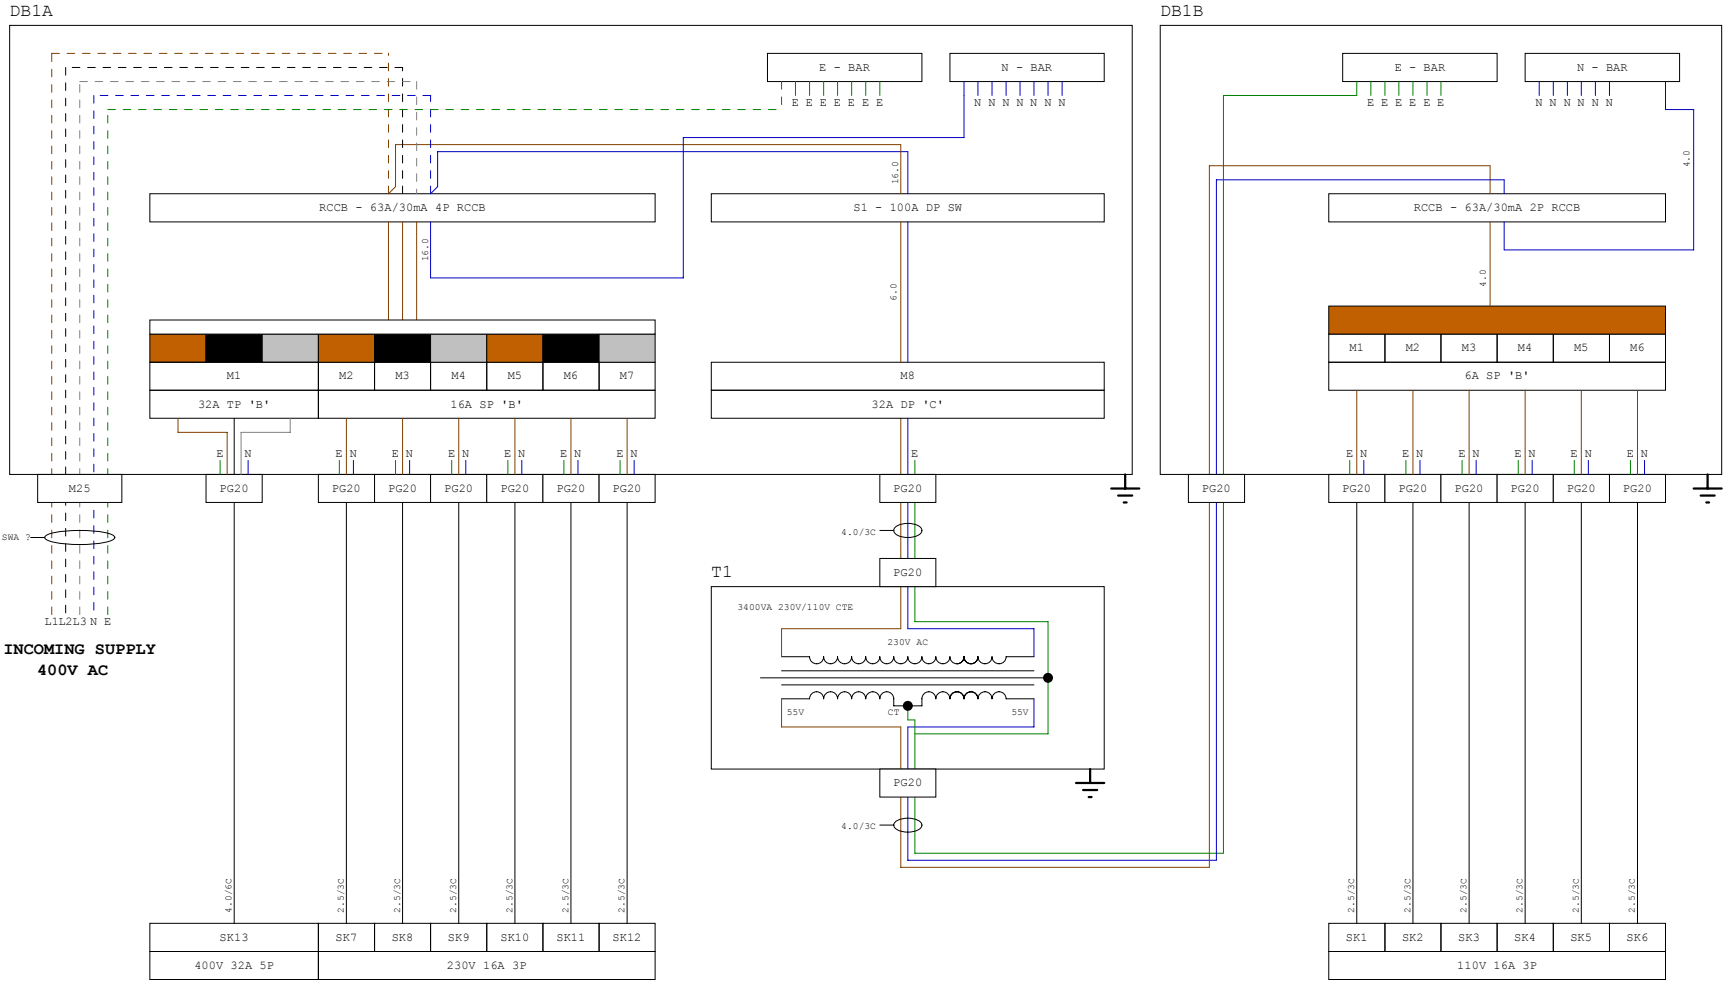 DB1A
DB1B
E - BAR
N - BAR
E - BAR
N - BAR
E E E E E E E
N N N N N N N
E E E E E E
N N N N N N
16.0
4.0
RCCB - 63A/30mA 4P RCCB
S1 - 100A DP SW
RCCB - 63A/30mA 2P RCCB
16.0
6.0
4.0
M1 M2 M3 M4 M5 M6 M7
M8
M1 M2 M3 M4 M5 M6
32A TP 'B'
16A SP 'B'
32A DP 'C'
6A SP 'B'
E N E N E N E N E N E N E N
E
E N E N E N E N E N E N
M25
PG20
PG20 PG20 PG20 PG20 PG20 PG20
PG20
PG20
PG20 PG20 PG20 PG20 PG20 PG20
SWA ?
4.0/3C
PG20
T1
3400VA 230V/110V CTE
230V AC
55V
CT
55V
PG20
4.0/3C
L1L2L3 N E
INCOMING SUPPLY
400V AC
4.0/6C
2.5/3C 2.5/3C 2.5/3C 2.5/3C 2.5/3C 2.5/3C
2.5/3C 2.5/3C 2.5/3C 2.5/3C 2.5/3C 2.5/3C
SK13
SK7 SK8 SK9 SK10 SK11 SK12
SK1 SK2 SK3 SK4 SK5 SK6
400V 32A 5P
230V 16A 3P
110V 16A 3P